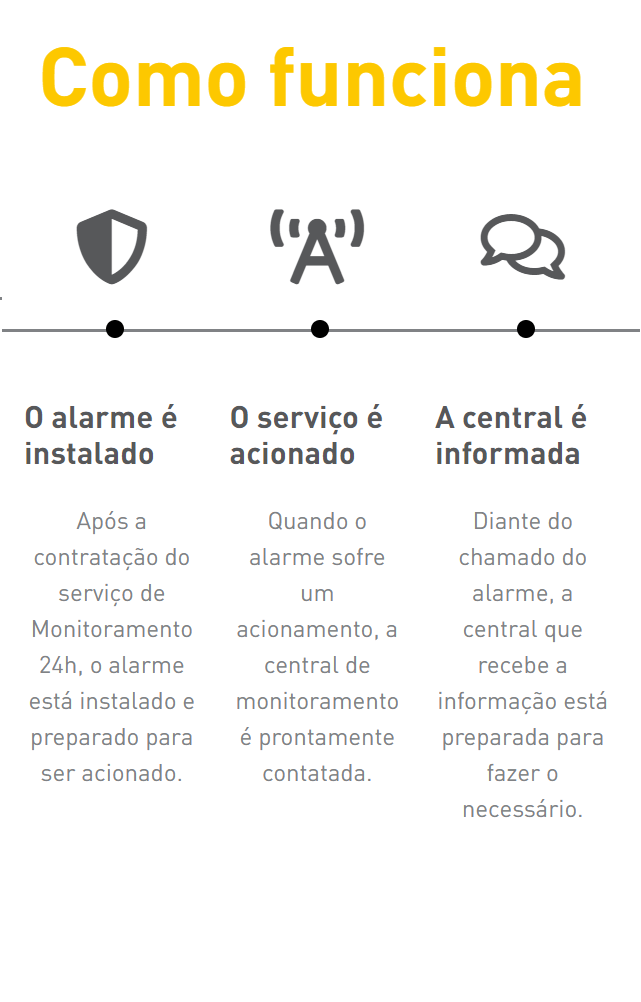 Como funciona
O alarme é
instalado
Após a
contratação do
serviço de
Monitoramento
24h, o alarme
está instalado e
preparado para
ser acionado.
O serviço é
acionado
Quando o
alarme sofre
um
acionamento, a
central de
monitoramento
é prontamente
contatada.
A central é
informada
Diante do
chamado do
alarme, a
central que
recebe a
informação está
preparada para
fazer o
necessário.